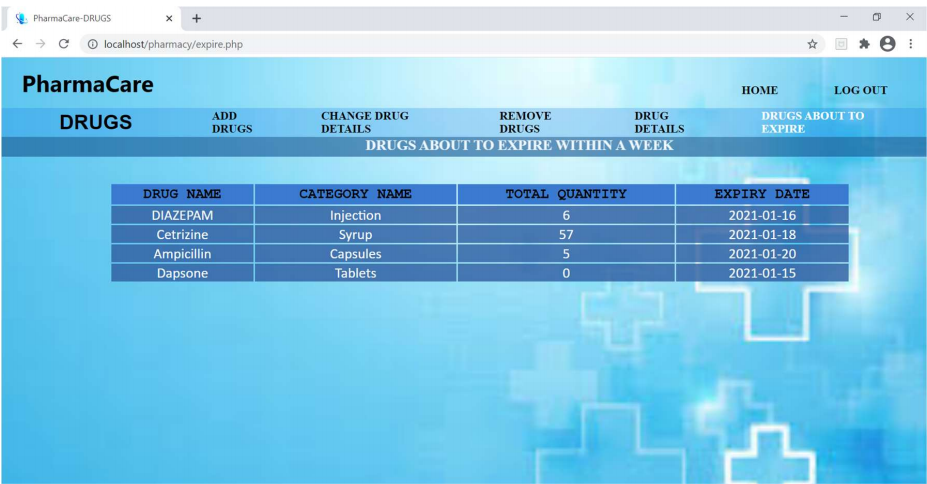 PharmaCare-DRUGS
localhost/pharmacy/expire.php
PharmaCare
HOME LOG OUT
DRUGS
ADD DRUGS
CHANGE DRUG DETAILS
REMOVE DRUGS
DRUG DETAILS
DRUGS ABOUT TO EXPIRE
DRUGS ABOUT TO EXPIRE WITHIN A WEEK
DRUG NAME CATEGORY NAME TOTAL QUANTITY EXPIRY DATE
DIAZEPAM Injection 6 2021-01-16
Cetrizine Syrup 57 2021-01-18
Ampicillin Capsules 5 2021-01-20
Dapsone Tablets 0 2021-01-15